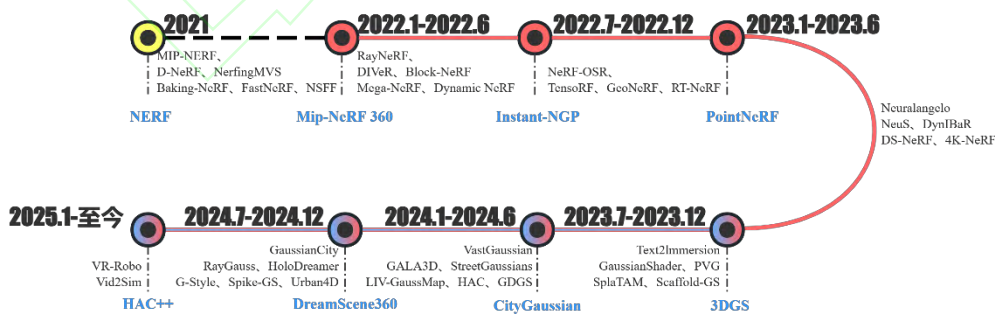 2021
2022.1-2022.6
2022.7-2022.12
2023.1-2023.6
MIP-NERF、
D-NeRF、NerfingMVS
Baking-NeRF、FastNeRF、NSFF
RayNeRF、
DIVeR、Block-NeRF
Mega-NeRF、Dynamic NeRF
NeRF-OSR、
TensoRF、GeoNeRF、RT-NeRF
NERF
Mip-NeRF 360
Instant-NGP
PointNeRF
Neuralangelo
NeuS、DynIBaR
DS-NeRF、4K-NeRF
2025.1-至今
2024.7-2024.12
2024.1-2024.6
2023.7-2023.12
VR-Robo
Vid2Sim
GaussianCity
RayGauss、HoloDreamer
G-Style、Spike-GS、Urban4D
VastGaussian
GALA3D、StreetGaussians
LIV-GaussMap、HAC、GDGS
Text2Immersion
GaussianShader、PVG
SplaTAM、Scaffold-GS
HAC++
DreamScene360
CityGaussian
3DGS